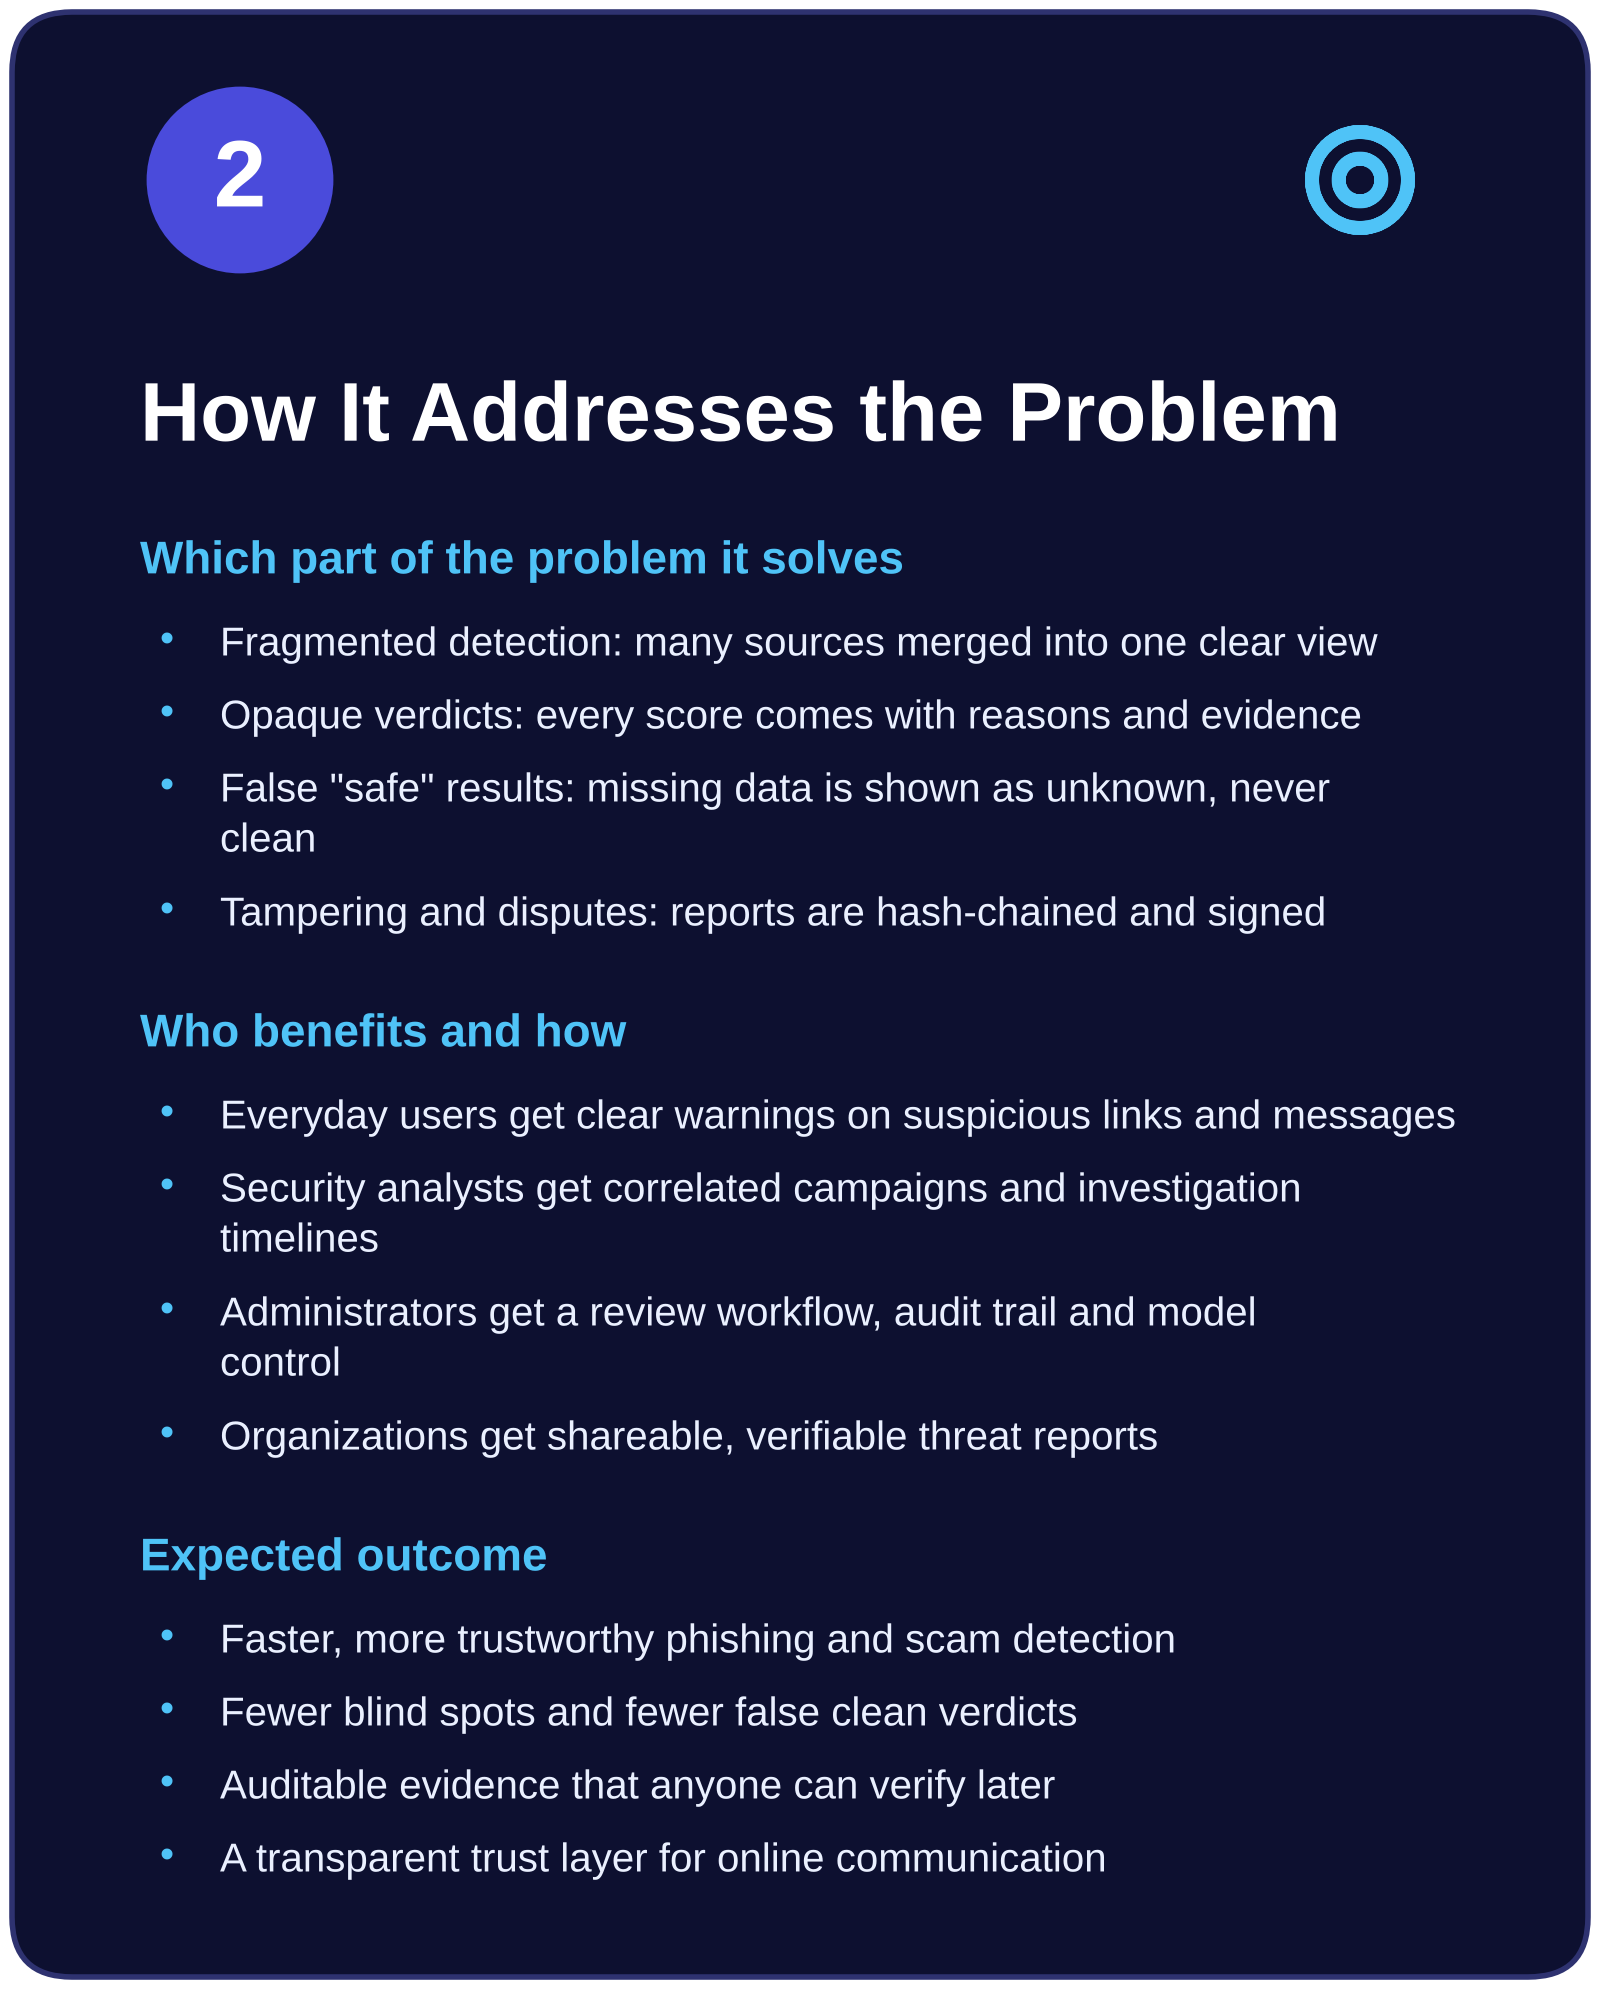 2
How It Addresses the Problem
Which part of the problem it solves
• Fragmented detection: many sources merged into one clear view
• Opaque verdicts: every score comes with reasons and evidence
• False "safe" results: missing data is shown as unknown, never
clean
• Tampering and disputes: reports are hash-chained and signed
Who benefits and how
• Everyday users get clear warnings on suspicious links and messages
• Security analysts get correlated campaigns and investigation
timelines
• Administrators get a review workflow, audit trail and model
control
• Organizations get shareable, verifiable threat reports
Expected outcome
• Faster, more trustworthy phishing and scam detection
• Fewer blind spots and fewer false clean verdicts
• Auditable evidence that anyone can verify later
• A transparent trust layer for online communication